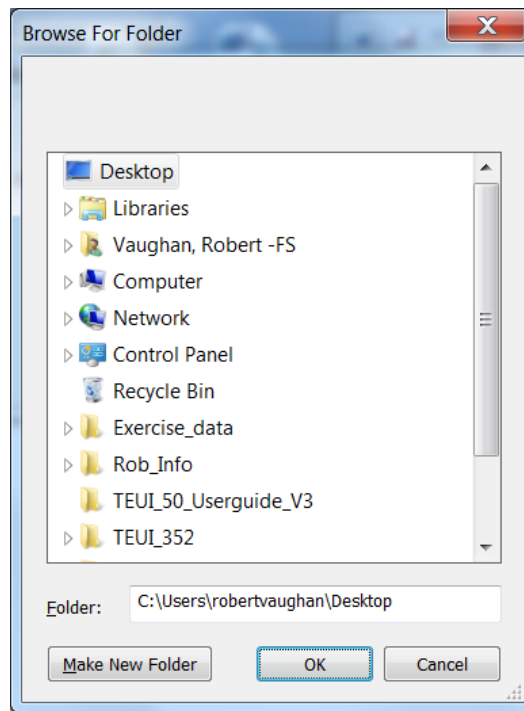 Browse For Folder
Desktop
Libraries
Vaughan, Robert -FS
Computer
Network
Control Panel
Recycle Bin
Exercise_data
Rob_Info
TEUI_50_Userguide_V3
TEUI_352
Folder: C:\Users\robertvaughan\Desktop
Make New Folder OK Cancel